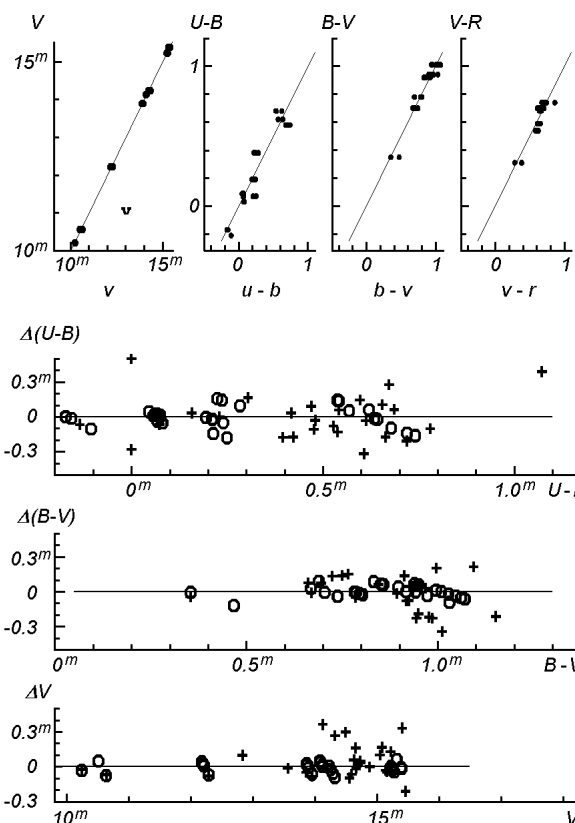 V U-B B-V V-R
15ᵐ 1
v 0
10ᵐ
10ᵐ 15ᵐ 0 1 0 1 0 1
v u - b b - v v - r
Δ(U-B)
0.3ᵐ
0
-0.3
0ᵐ 0.5ᵐ 1.0ᵐ U-
Δ(B-V)
0.3ᵐ
0
-0.3
0ᵐ 0.5ᵐ 1.0ᵐ B-V
ΔV
0.3ᵐ
0
-0.3
10ᵐ 15ᵐ V